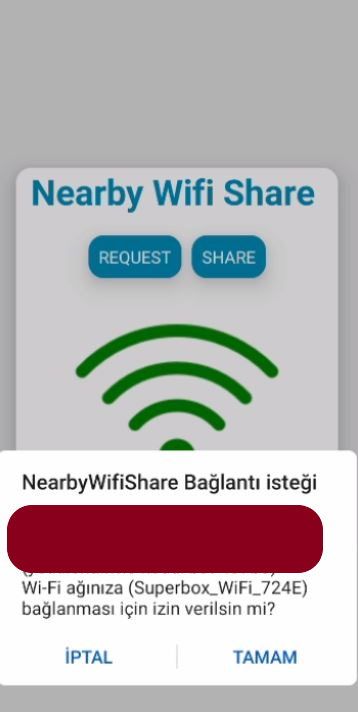 Nearby Wifi Share
REQUEST
SHARE
NearbyWifiShare Bağlantı isteği
Wi-Fi ağınıza (Superbox_WiFi_724E)
bağlanması için izin verilsin mi?
İPTAL
TAMAM